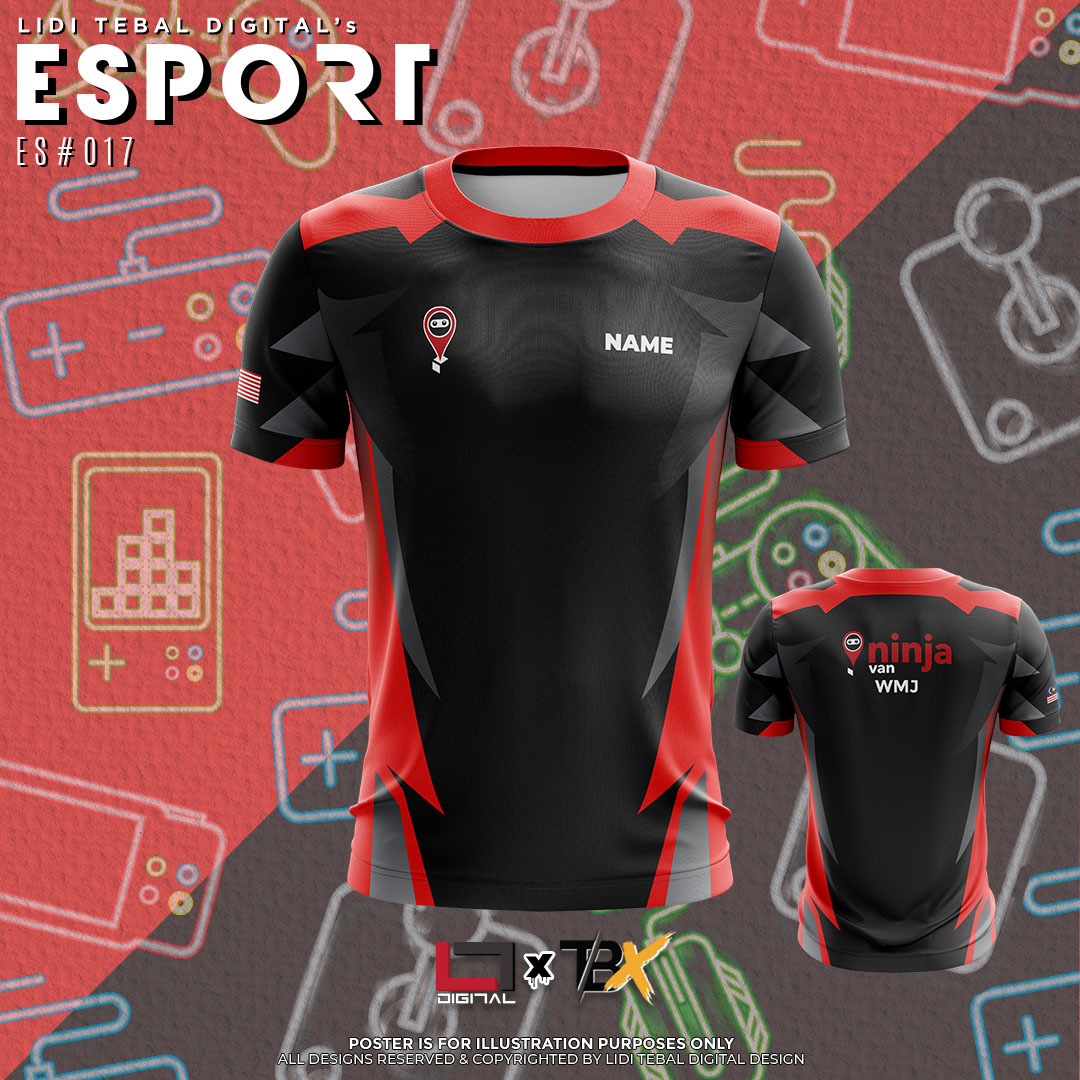 LIDI TEBAL DIGITAL's
ESPORT
ES#017
NAME
ninja
van
WMJ
DIGITAL
X
TBX
POSTER IS FOR ILLUSTRATION PURPOSES ONLY
ALL DESIGNS RESERVED & COPYRIGHTED BY LIDI TEBAL DIGITAL DESIGN